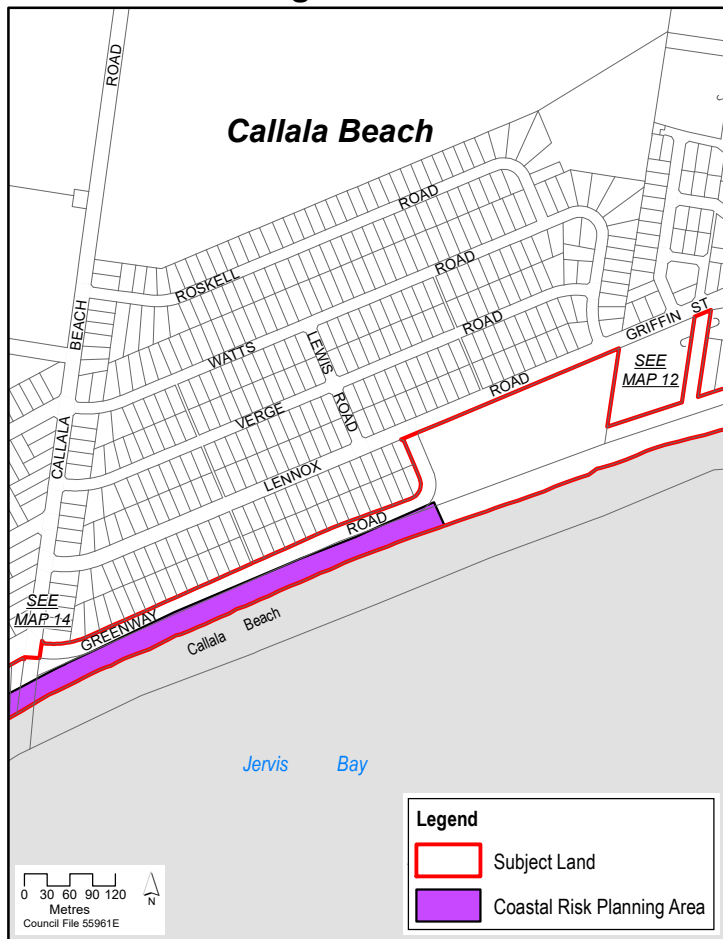 Callala Beach
ROAD
BEACH
CALLALA
ROSKELL ROAD
WATTS ROAD
LEWIS ROAD
VERGE ROAD
LENNOX ROAD
GRIFFIN ST
SEE
MAP 12
SEE
MAP 14
GREENWAY ROAD
Callala Beach
Jervis Bay
Legend
Subject Land
Coastal Risk Planning Area
0 30 60 90 120
Metres
N
Council File 55961E